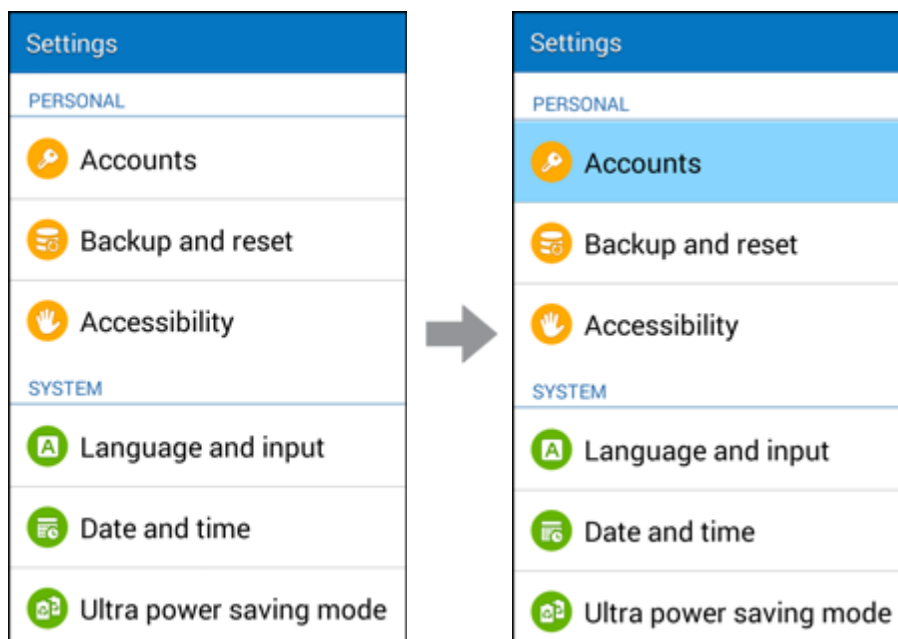 Settings
PERSONAL
Accounts
Backup and reset
Accessibility
SYSTEM
A Language and input
Date and time
Ultra power saving mode
Settings
PERSONAL
Accounts
Backup and reset
Accessibility
SYSTEM
A Language and input
Date and time
Ultra power saving mode